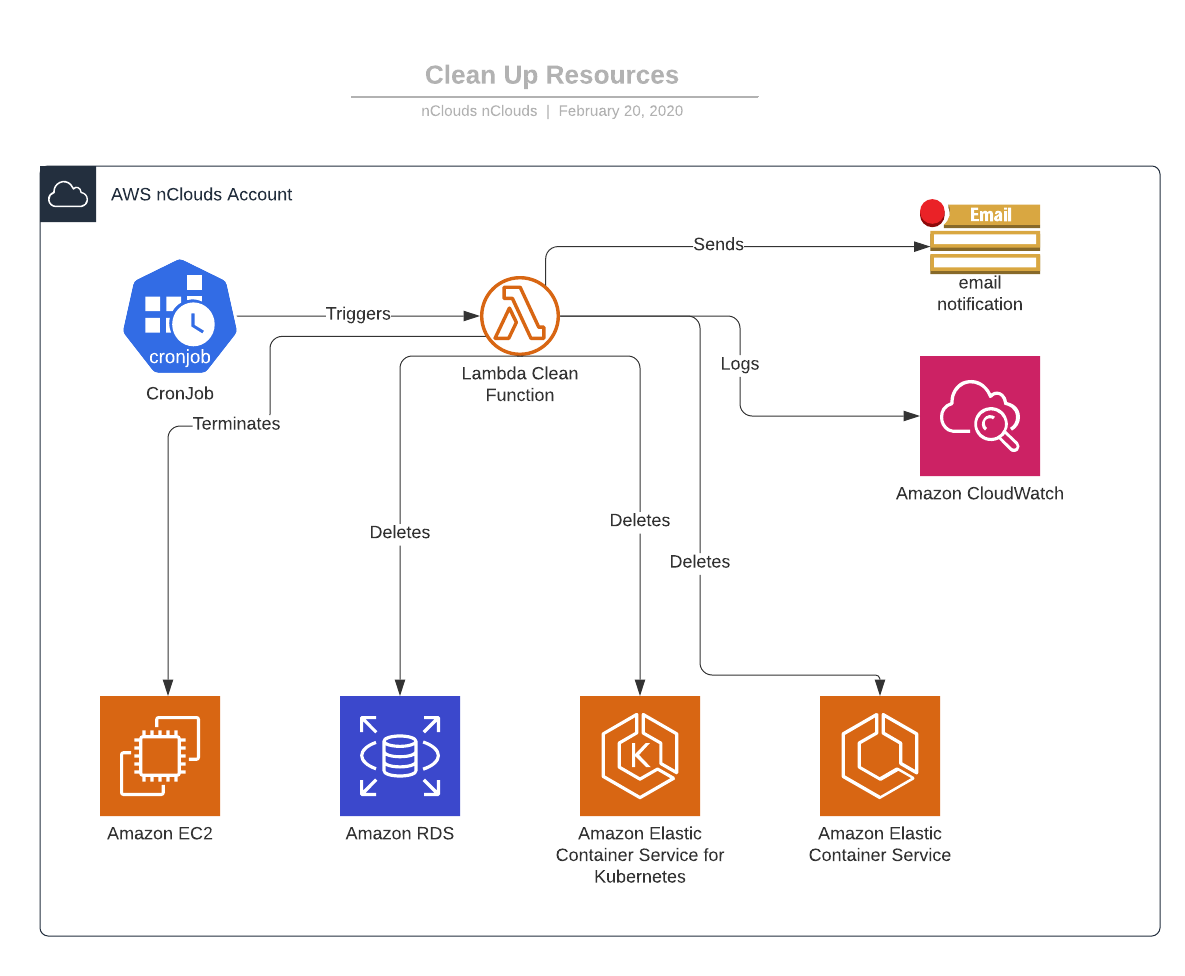 Clean Up Resources
nClouds nClouds | February 20, 2020
AWS nClouds Account
Email
email
notification
Sends
Triggers
cronjob
CronJob
Lambda Clean
Function
Logs
Terminates
Amazon CloudWatch
Deletes
Deletes
Deletes
K
Amazon EC2
Amazon RDS
Amazon Elastic
Container Service for
Kubernetes
Amazon Elastic
Container Service